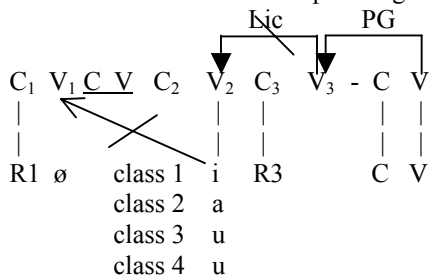 Lic PG
C₁ V₁ C V C₂ V₂ C₃ V₃ - C V
R1 ø class 1 i R3 C V
class 2 a
class 3 u
class 4 u